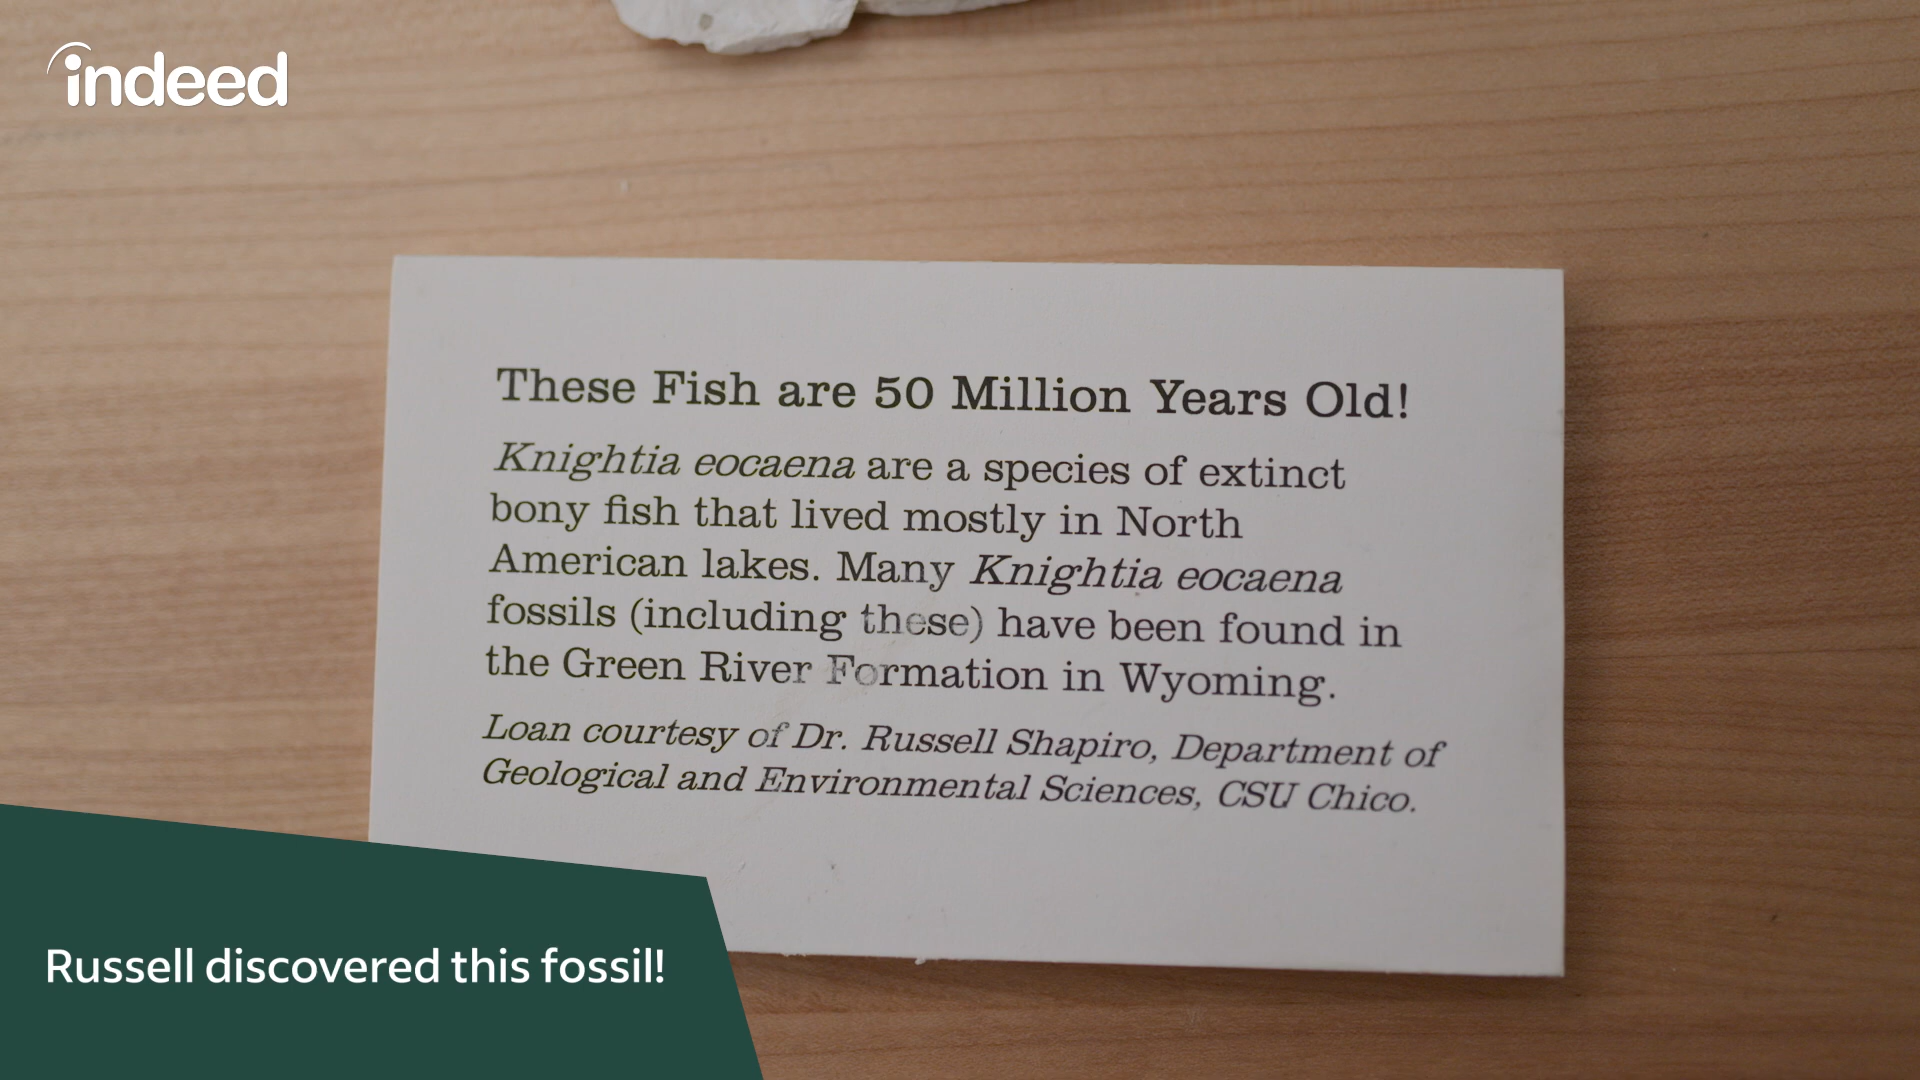 indeed
These Fish are 50 Million Years Old!
Knightia eocaena are a species of extinct
bony fish that lived mostly in North
American lakes. Many Knightia eocaena
fossils (including these) have been found in
the Green River Formation in Wyoming.
Loan courtesy of Dr. Russell Shapiro, Department of
Geological and Environmental Sciences, CSU Chico.
Russell discovered this fossil!